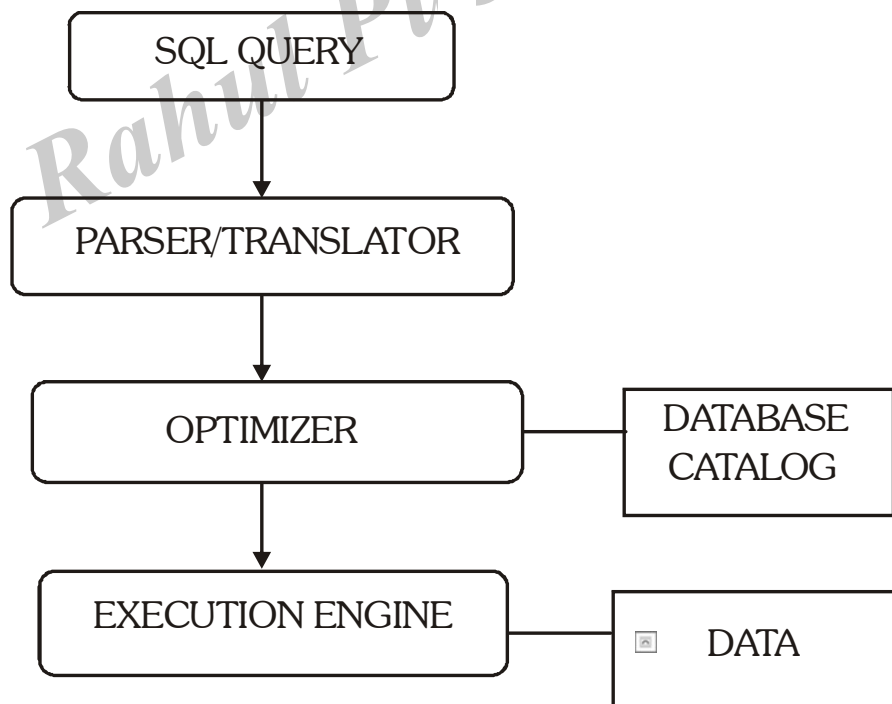 SQL QUERY
Rahul
PARSER/TRANSLATOR
OPTIMIZER
DATABASE
CATALOG
EXECUTION ENGINE
DATA